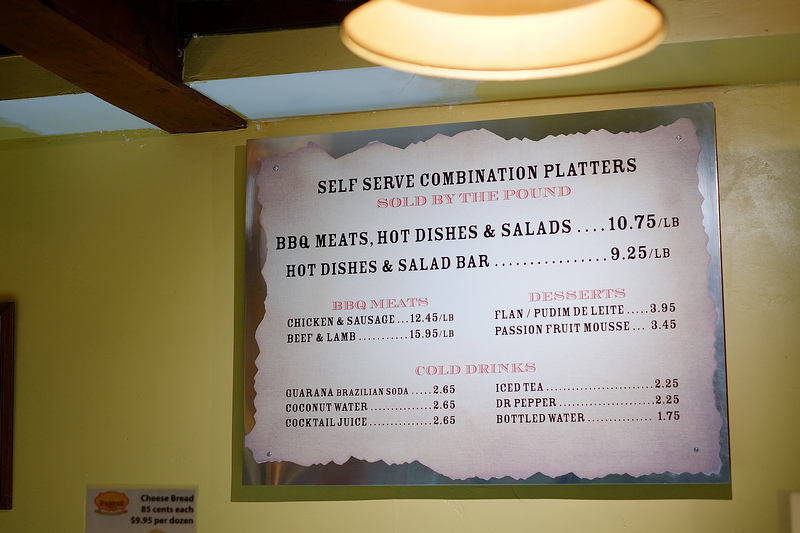 SELF SERVE COMBINATION PLATTERS
SOLD BY THE POUND
BBQ MEATS, HOT DISHES & SALADS ....10.75/LB
HOT DISHES & SALAD BAR ................9.25/LB
BBQ MEATS
CHICKEN & SAUSAGE ...12.45/LB
BEEF & LAMB ...........15.95/LB
DESSERTS
FLAN / PUDIM DE LEITE .....3.95
PASSION FRUIT MOUSSE ... 3.45
COLD DRINKS
GUARANA BRAZILIAN SODA .....2.65
COCONUT WATER ...............2.65
COCKTAIL JUICE ...............2.65
ICED TEA .........................2.25
DR PEPPER ......................2.25
BOTTLED WATER ............... 1.75
Cheese Bread
85 cents each
$9.95 per dozen